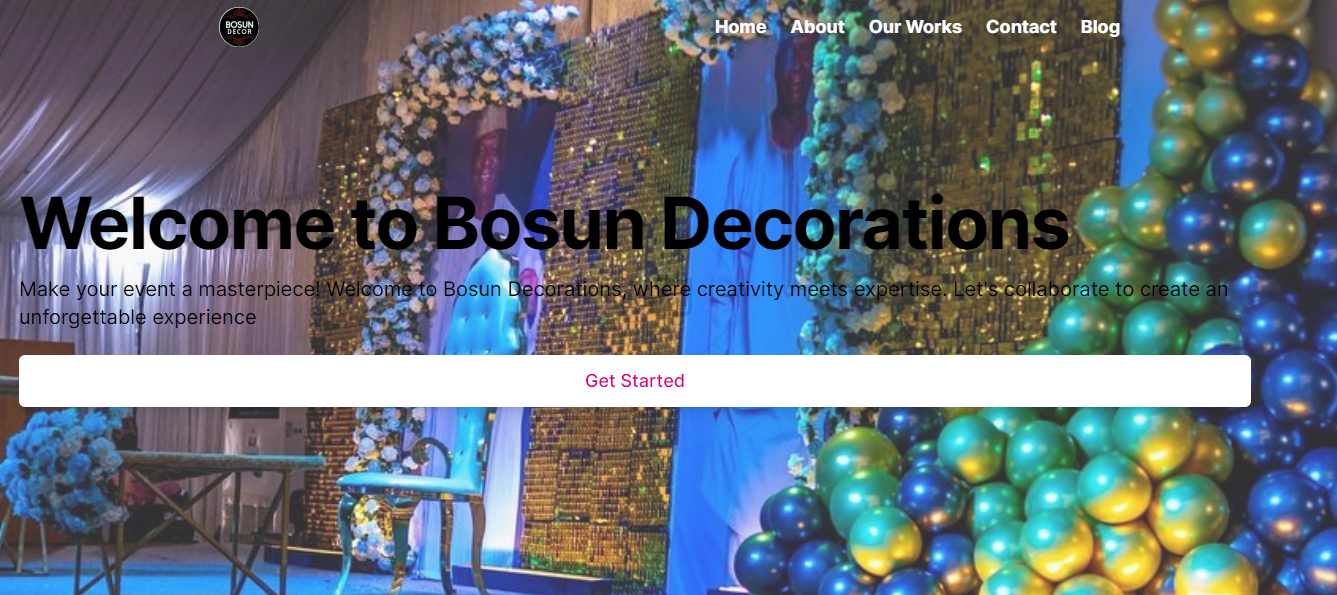 BOSUN
DECOR
Home About Our Works Contact Blog
Welcome to Bosun Decorations
Make your event a masterpiece! Welcome to Bosun Decorations, where creativity meets expertise. Let's collaborate to create an
unforgettable experience
Get Started